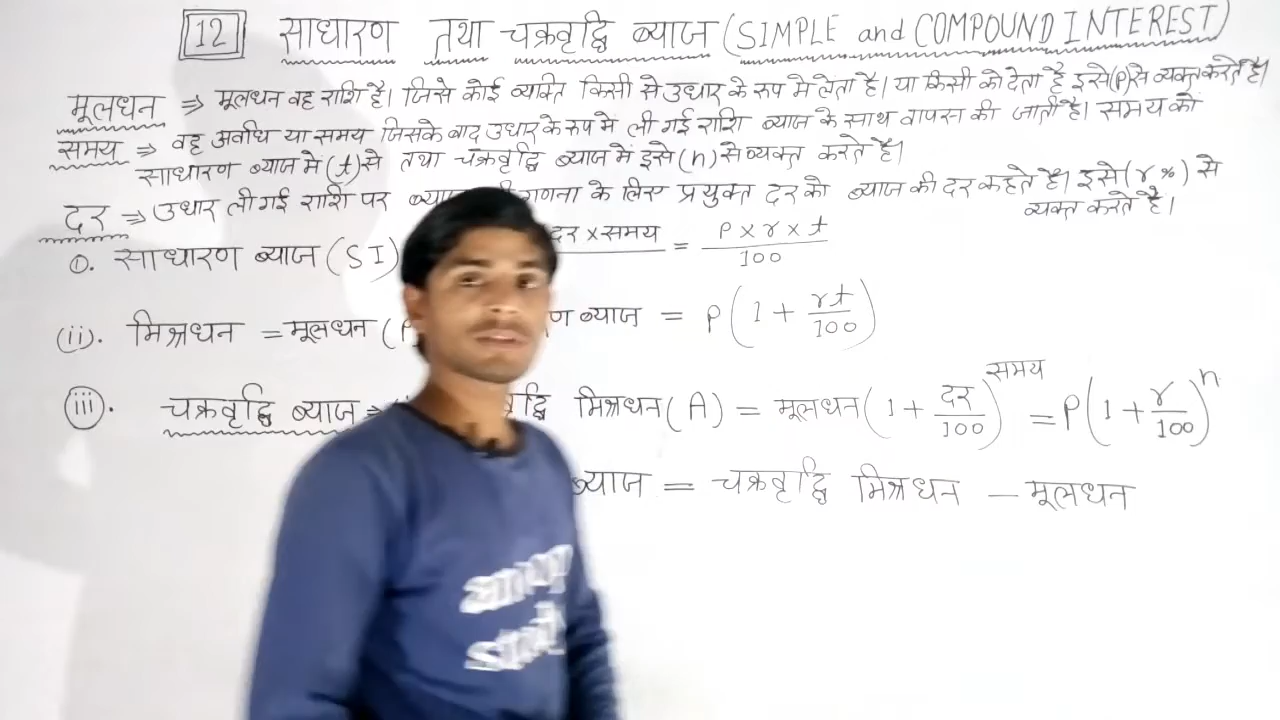 12 साधारण तथा चक्रवृद्धि ब्याज (SIMPLE and COMPOUND INTEREST)
मूलधन ⇒ मूलधन वह राशि है। जिसे कोई व्यक्ति किसी से उधार के रूप मे लेता है। या किसी को देता है इसे (P) से व्यक्त करते है।
समय ⇒ वह अवधि या समय जिसके बाद उधार के रूप मे ली गई राशि ब्याज के साथ वापस की जाती है। समय को
साधारण ब्याज मे (t) से तथा चक्रवृद्धि ब्याज में इसे (n) से व्यक्त करते है।
दर ⇒ उधार ली गई राशि पर गणना के लिए प्रयुक्त दर को ब्याज की दर कहते है। इसे (r %) से
व्यक्त करते है।
①. साधारण ब्याज (SI) दर × समय = P × r × t / 100
(ii). मिश्रधन = मूलधन (P ब्याज = P(1 + rt/100)
(iii). चक्रवृद्धि ब्याज ⇒ मिश्रधन (A) = मूलधन (1 + दर/100)^समय = P(1 + r/100)^n
ब्याज = चक्रवृद्धि मिश्रधन − मूलधन